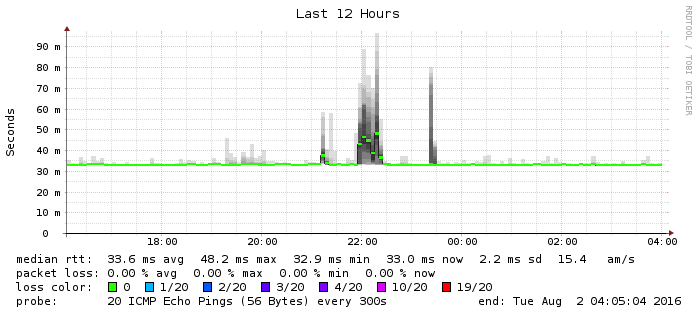 Last 12 Hours
RRDTOOL / TOBI OETIKER
Seconds
90 m
80 m
70 m
60 m
50 m
40 m
30 m
20 m
10 m
0
18:00 20:00 22:00 00:00 02:00 04:00
median rtt: 33.6 ms avg 48.2 ms max 32.9 ms min 33.0 ms now 2.2 ms sd 15.4 am/s
packet loss: 0.00 % avg 0.00 % max 0.00 % min 0.00 % now
loss color: 0 1/20 2/20 3/20 4/20 10/20 19/20
probe: 20 ICMP Echo Pings (56 Bytes) every 300s end: Tue Aug 2 04:05:04 2016